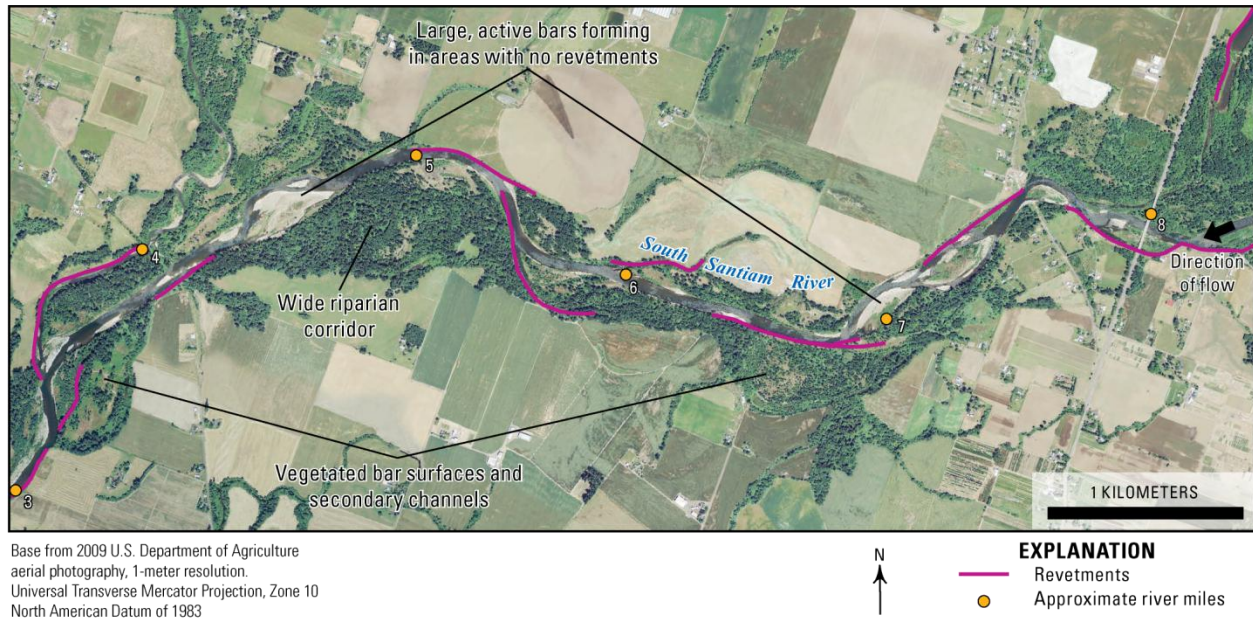 Large, active bars forming
in areas with no revetments
5
8
4
South Santiam River
Direction
of flow
6
Wide riparian
corridor
7
Vegetated bar surfaces and
secondary channels
3
1 KILOMETERS
Base from 2009 U.S. Department of Agriculture
aerial photography, 1-meter resolution.
Universal Transverse Mercator Projection, Zone 10
North American Datum of 1983
N
EXPLANATION
Revetments
Approximate river miles